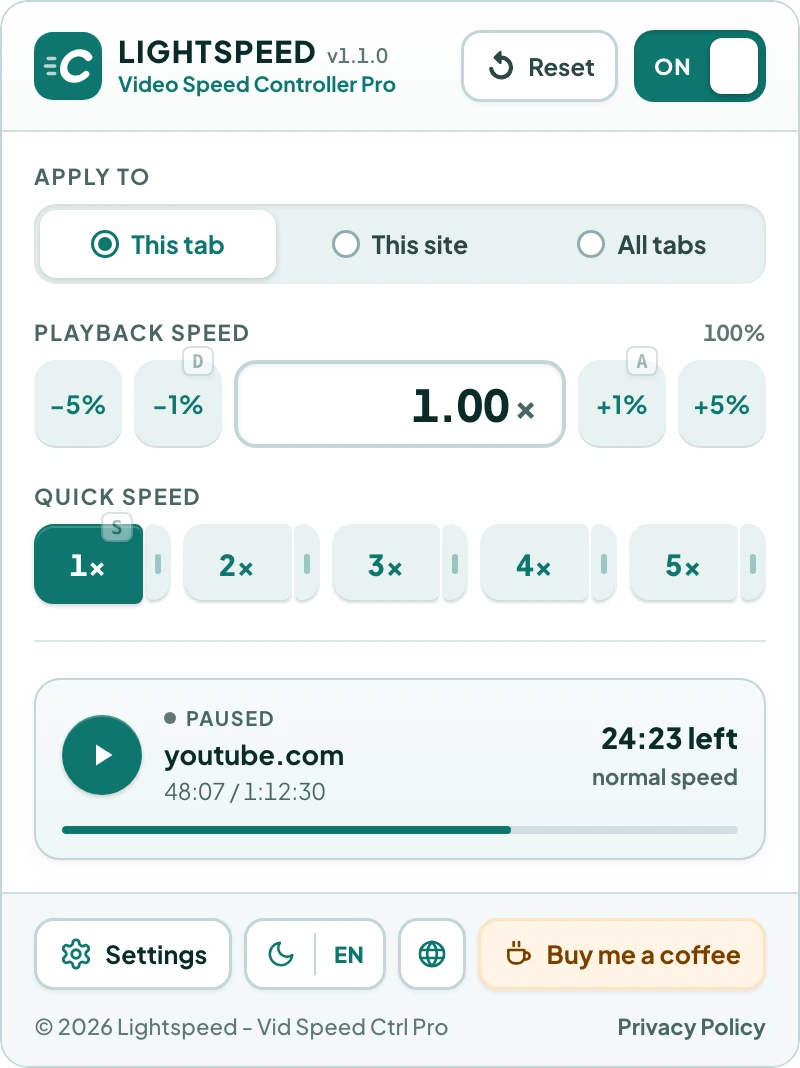 LIGHTSPEED v1.1.0
Video Speed Controller Pro
Reset
ON
APPLY TO
This tab
This site
All tabs
PLAYBACK SPEED
100%
−5%
−1%
D
1.00×
A
+1%
+5%
QUICK SPEED
S
1×
2×
3×
4×
5×
PAUSED
youtube.com
48:07 / 1:12:30
24:23 left
normal speed
Settings
EN
Buy me a coffee
© 2026 Lightspeed – Vid Speed Ctrl Pro
Privacy Policy